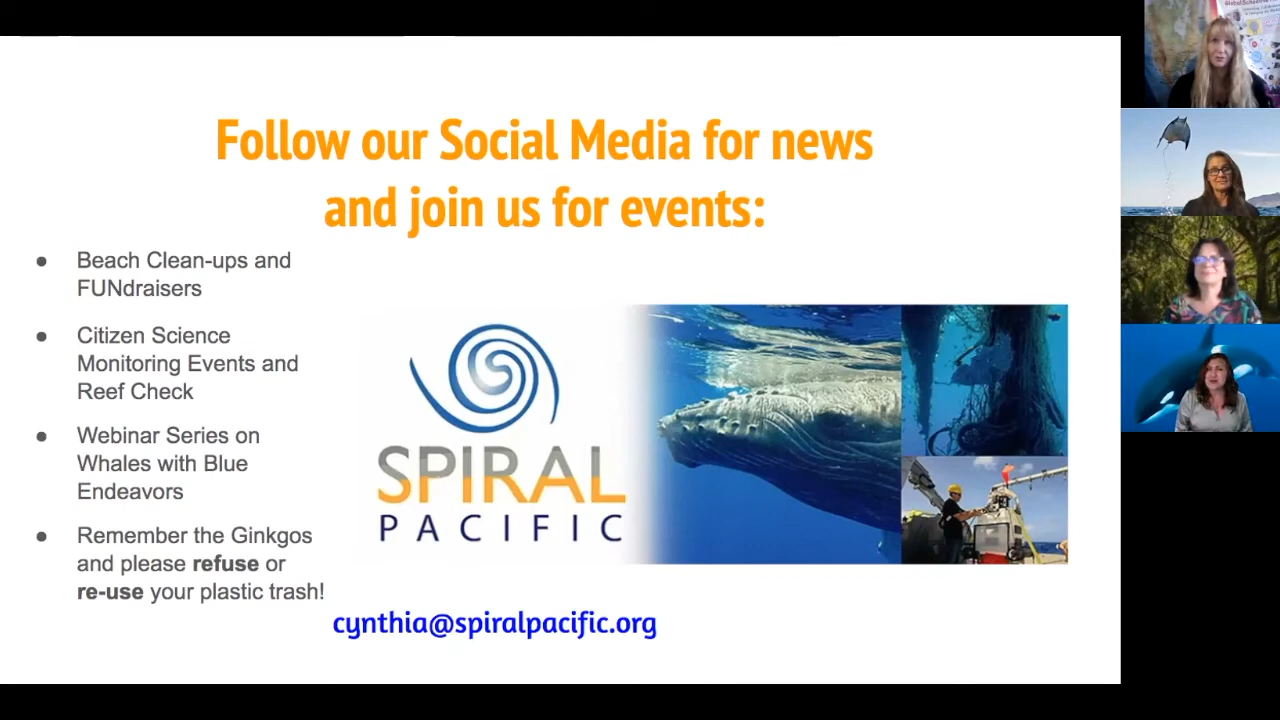 Follow our Social Media for news
and join us for events:
● Beach Clean-ups and
FUNdraisers
● Citizen Science
Monitoring Events and
Reef Check
● Webinar Series on
Whales with Blue
Endeavors
● Remember the Ginkgos
and please refuse or
re-use your plastic trash!
SPIRAL
PACIFIC
cynthia@spiralpacific.org